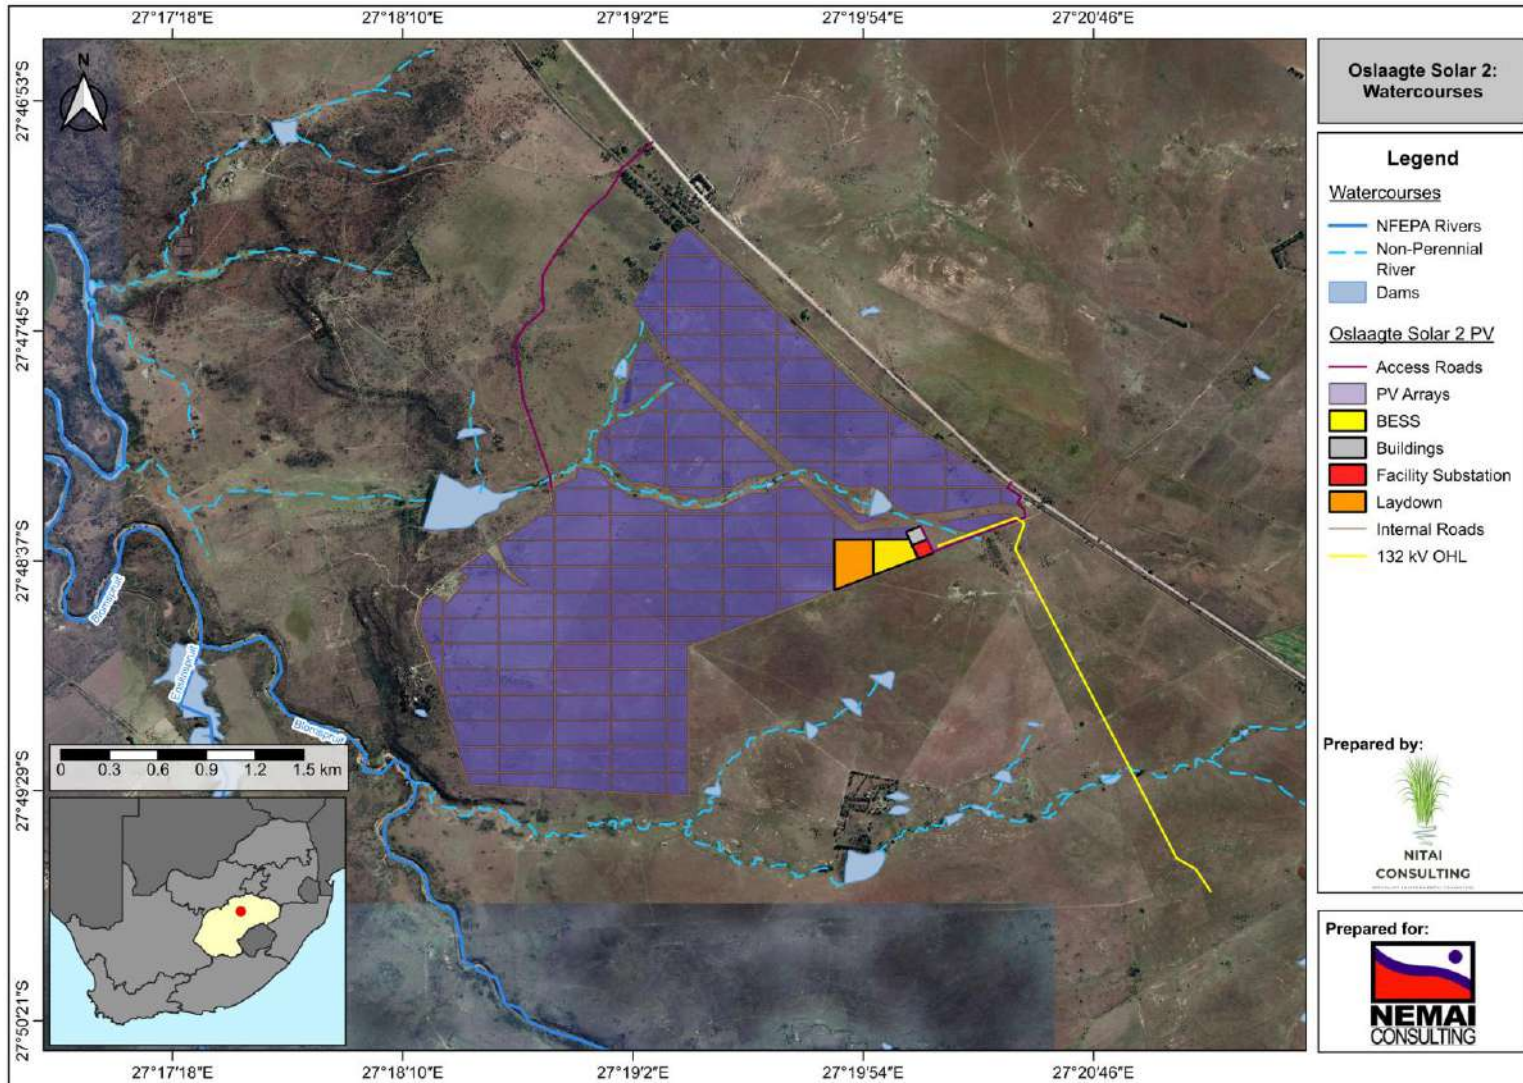 27°17'18"E
27°18'10"E
27°19'2"E
27°19'54"E
27°20'46"E
27°46'53"S
27°47'45"S
27°48'37"S
27°49'29"S
27°50'21"S
N
Blomspruit
Blomspruit
0 0.3 0.6 0.9 1.2 1.5 km
27°17'18"E
27°18'10"E
27°19'2"E
27°19'54"E
27°20'46"E
Oslaagte Solar 2:
Watercourses
Legend
Watercourses
NFEPA Rivers
Non-Perennial
River
Dams
Oslaagte Solar 2 PV
Access Roads
PV Arrays
BESS
Buildings
Facility Substation
Laydown
Internal Roads
132 kV OHL
Prepared by:
NITAI
CONSULTING
Prepared for:
NEMAI
CONSULTING